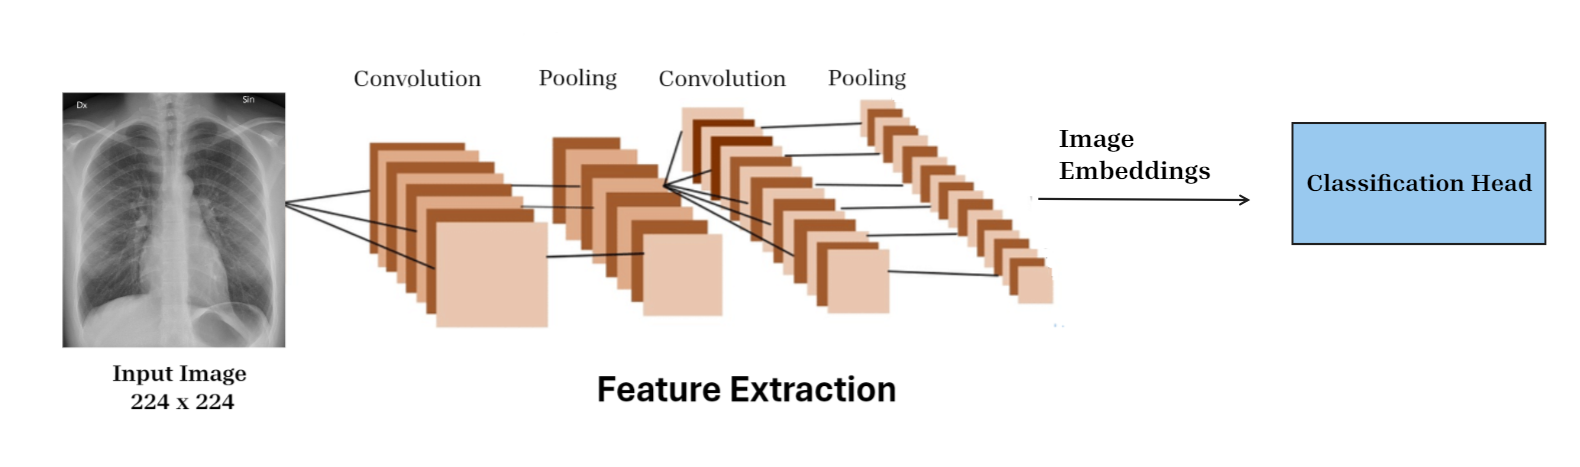 Convolution
Pooling
Convolution
Pooling
Dx
Sin
Image
Embeddings
Classification Head
Input Image
224 x 224
Feature Extraction